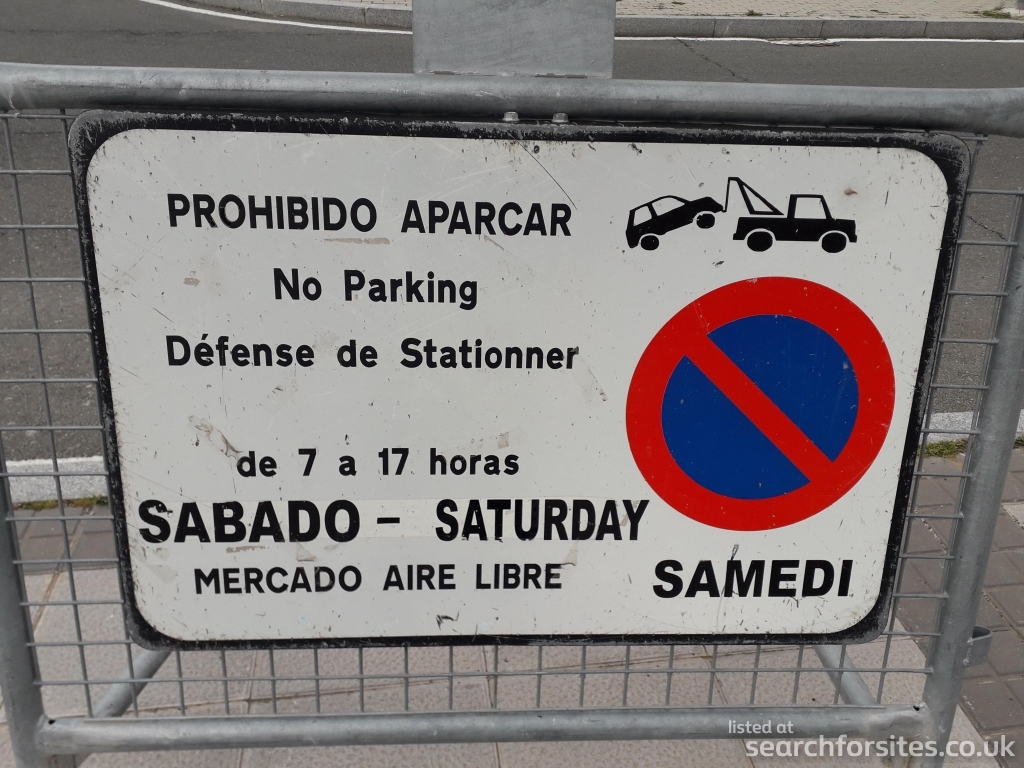 PROHIBIDO APARCAR
No Parking
Défense de Stationner
de 7 a 17 horas
SABADO - SATURDAY
MERCADO AIRE LIBRE
SAMEDI
listed at
searchforsites.co.uk